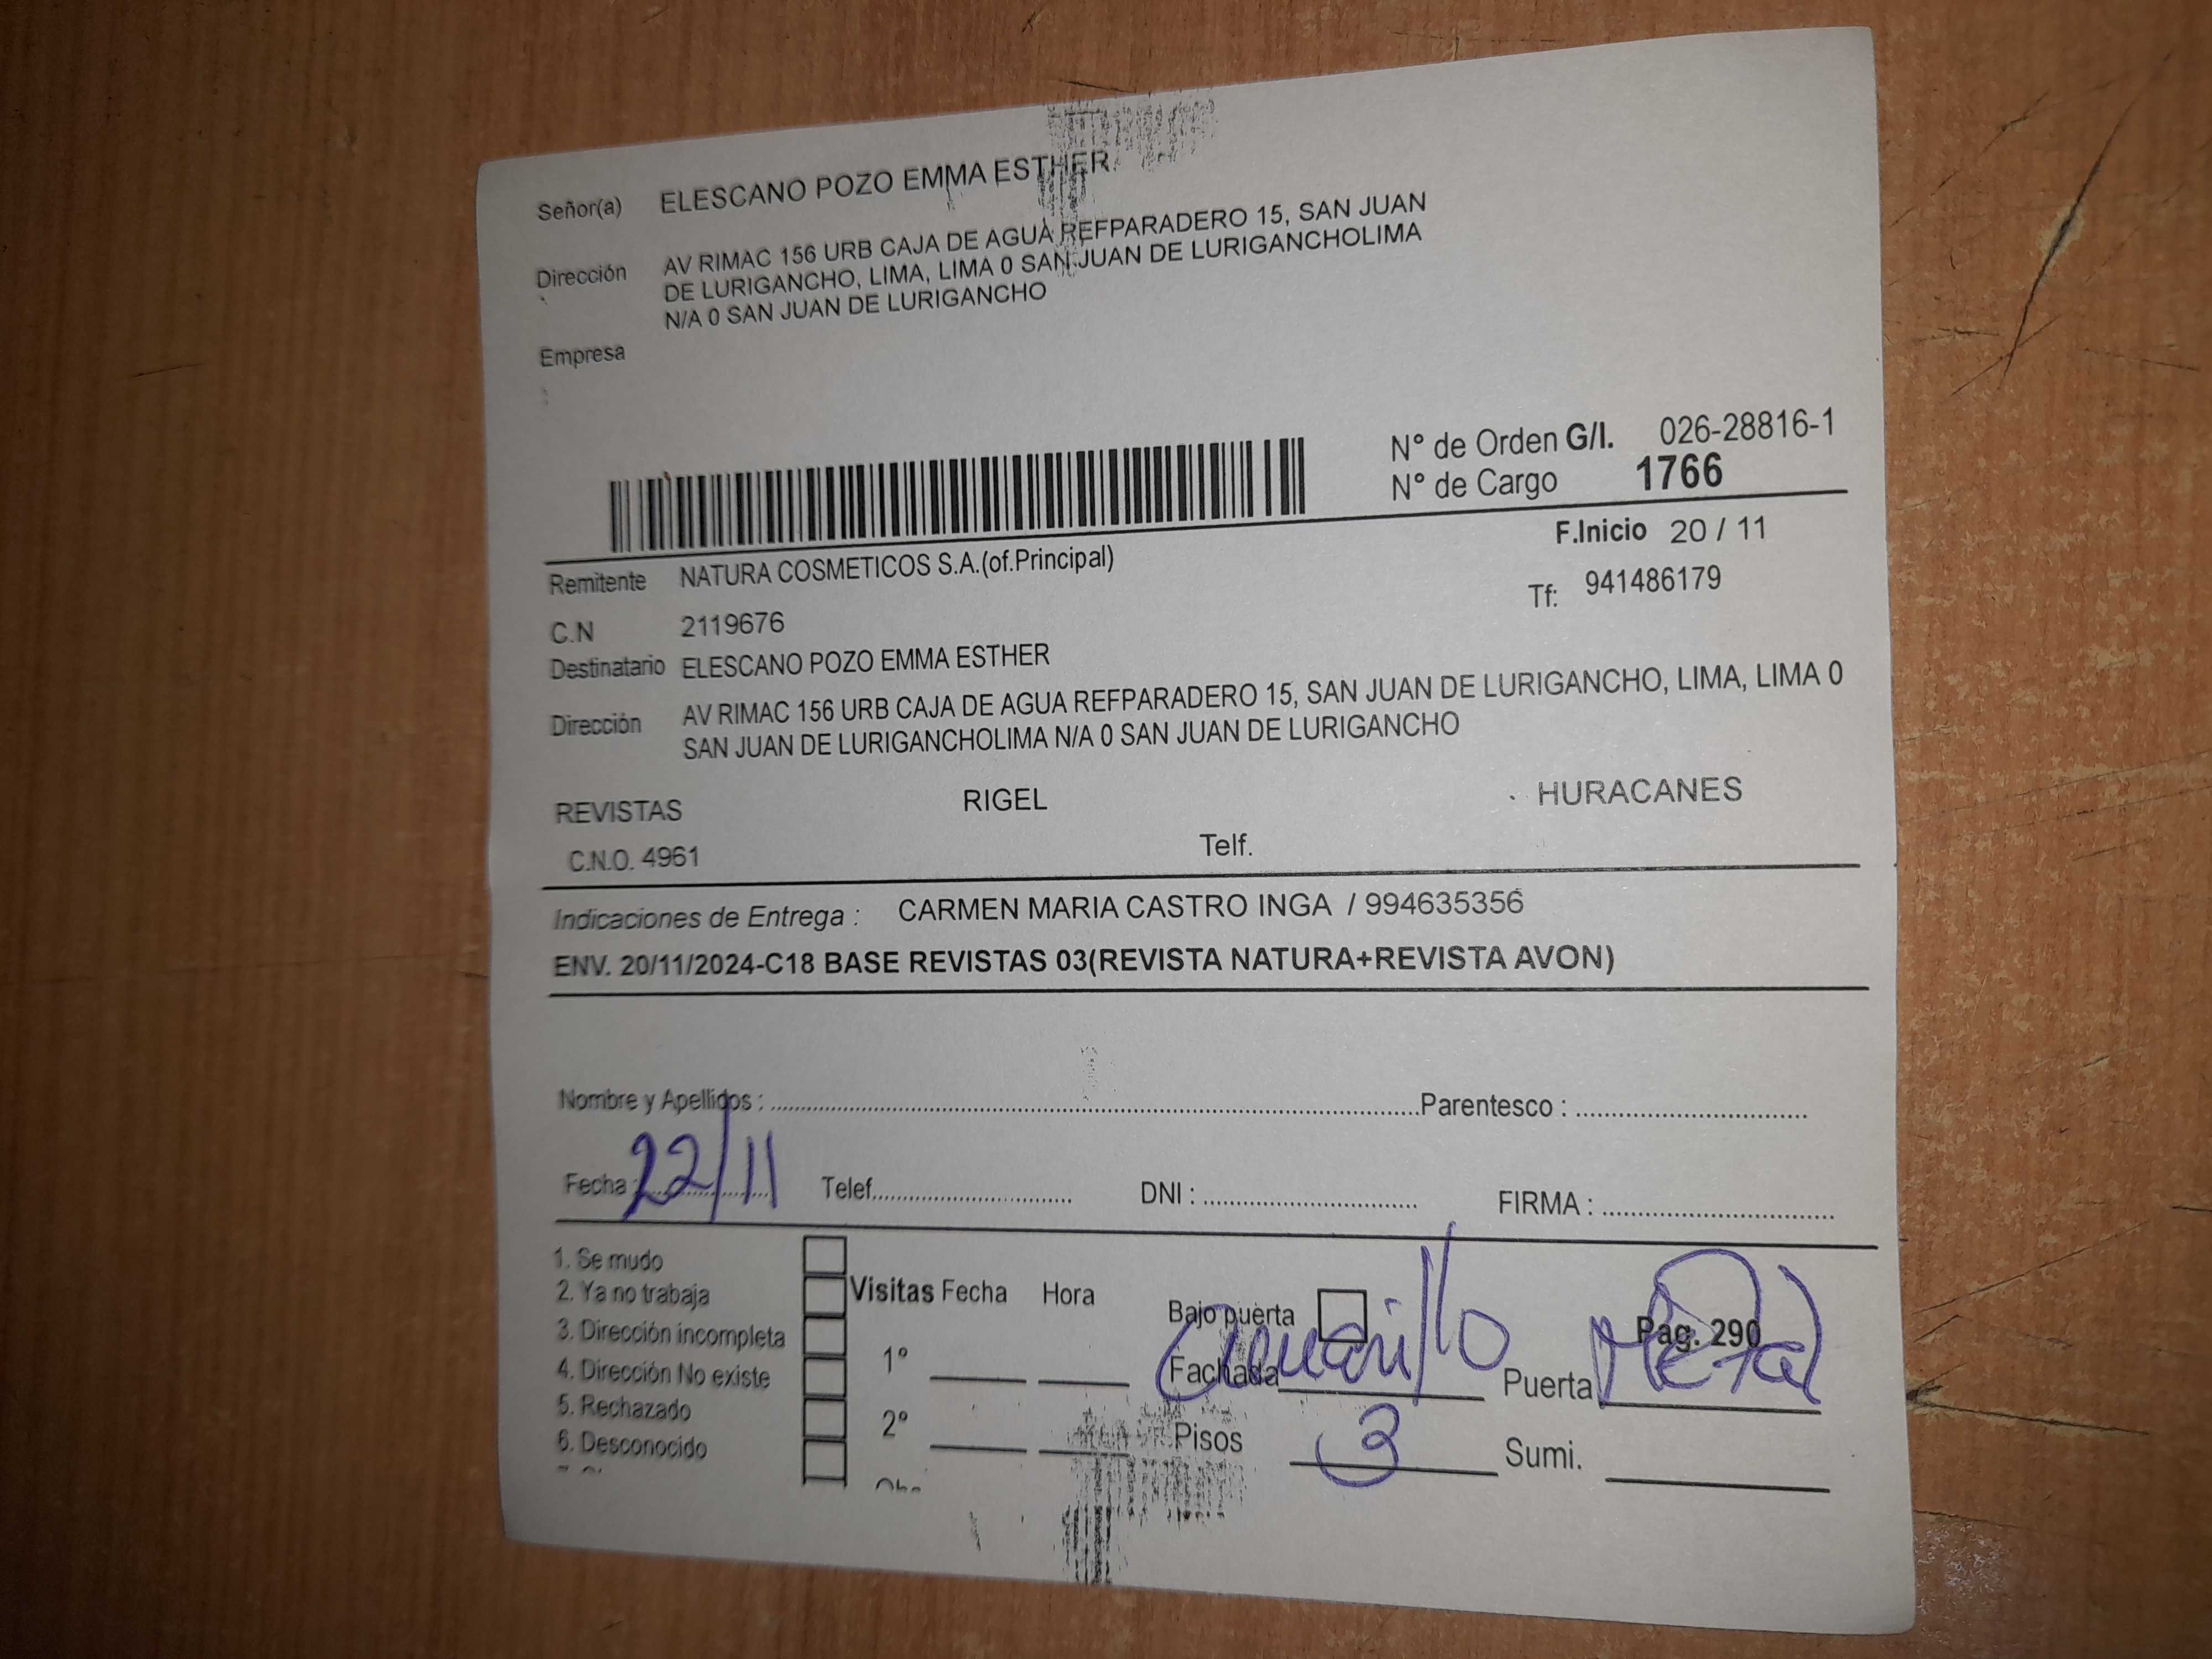 Señor(a) ELESCANO POZO EMMA ESTHER
Dirección AV RIMAC 156 URB CAJA DE AGUA REFPARADERO 15, SAN JUAN
DE LURIGANCHO, LIMA, LIMA 0 SAN JUAN DE LURIGANCHOLIMA
N/A 0 SAN JUAN DE LURIGANCHO
Empresa
N° de Orden G/I. 026-28816-1
N° de Cargo 1766
F.Inicio 20 / 11
Remitente NATURA COSMETICOS S.A.(of.Principal)
Tf: 941486179
C.N 2119676
Destinatario ELESCANO POZO EMMA ESTHER
Dirección AV RIMAC 156 URB CAJA DE AGUA REFPARADERO 15, SAN JUAN DE LURIGANCHO, LIMA, LIMA 0
SAN JUAN DE LURIGANCHOLIMA N/A 0 SAN JUAN DE LURIGANCHO
REVISTAS RIGEL HURACANES
C.N.O. 4961 Telf.
Indicaciones de Entrega : CARMEN MARIA CASTRO INGA / 994635356
ENV. 20/11/2024-C18 BASE REVISTAS 03(REVISTA NATURA+REVISTA AVON)
Nombre y Apellidos : Parentesco :
Fecha : 22/11 Telef. DNI : FIRMA :
1. Se mudo
2. Ya no trabaja
3. Dirección incompleta
4. Dirección No existe
5. Rechazado
6. Desconocido
Visitas Fecha Hora
1°
2°
Bajo puerta Pag. 290
Fachada amarillo Puerta Metal
Pisos 3 Sumi.